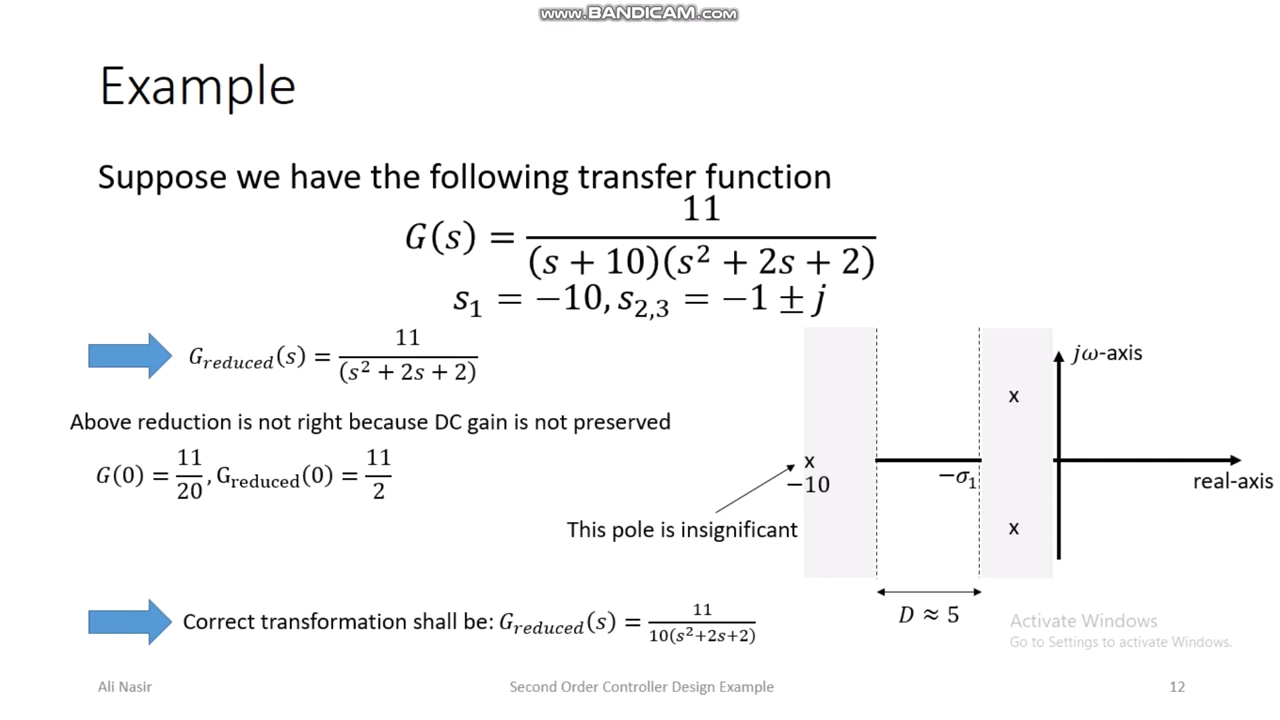 www.BANDICAM.com
Example
Suppose we have the following transfer function
G(s) = 11 / (s + 10)(s² + 2s + 2)
s₁ = −10, s₂,₃ = −1 ± j
G_reduced(s) = 11 / (s² + 2s + 2)
Above reduction is not right because DC gain is not preserved
G(0) = 11/20, G_reduced(0) = 11/2
jω-axis
x
x
−10
−σ₁
real-axis
This pole is insignificant
x
D ≈ 5
Correct transformation shall be: G_reduced(s) = 11 / 10(s²+2s+2)
Activate Windows
Go to Settings to activate Windows.
Ali Nasir
Second Order Controller Design Example
12